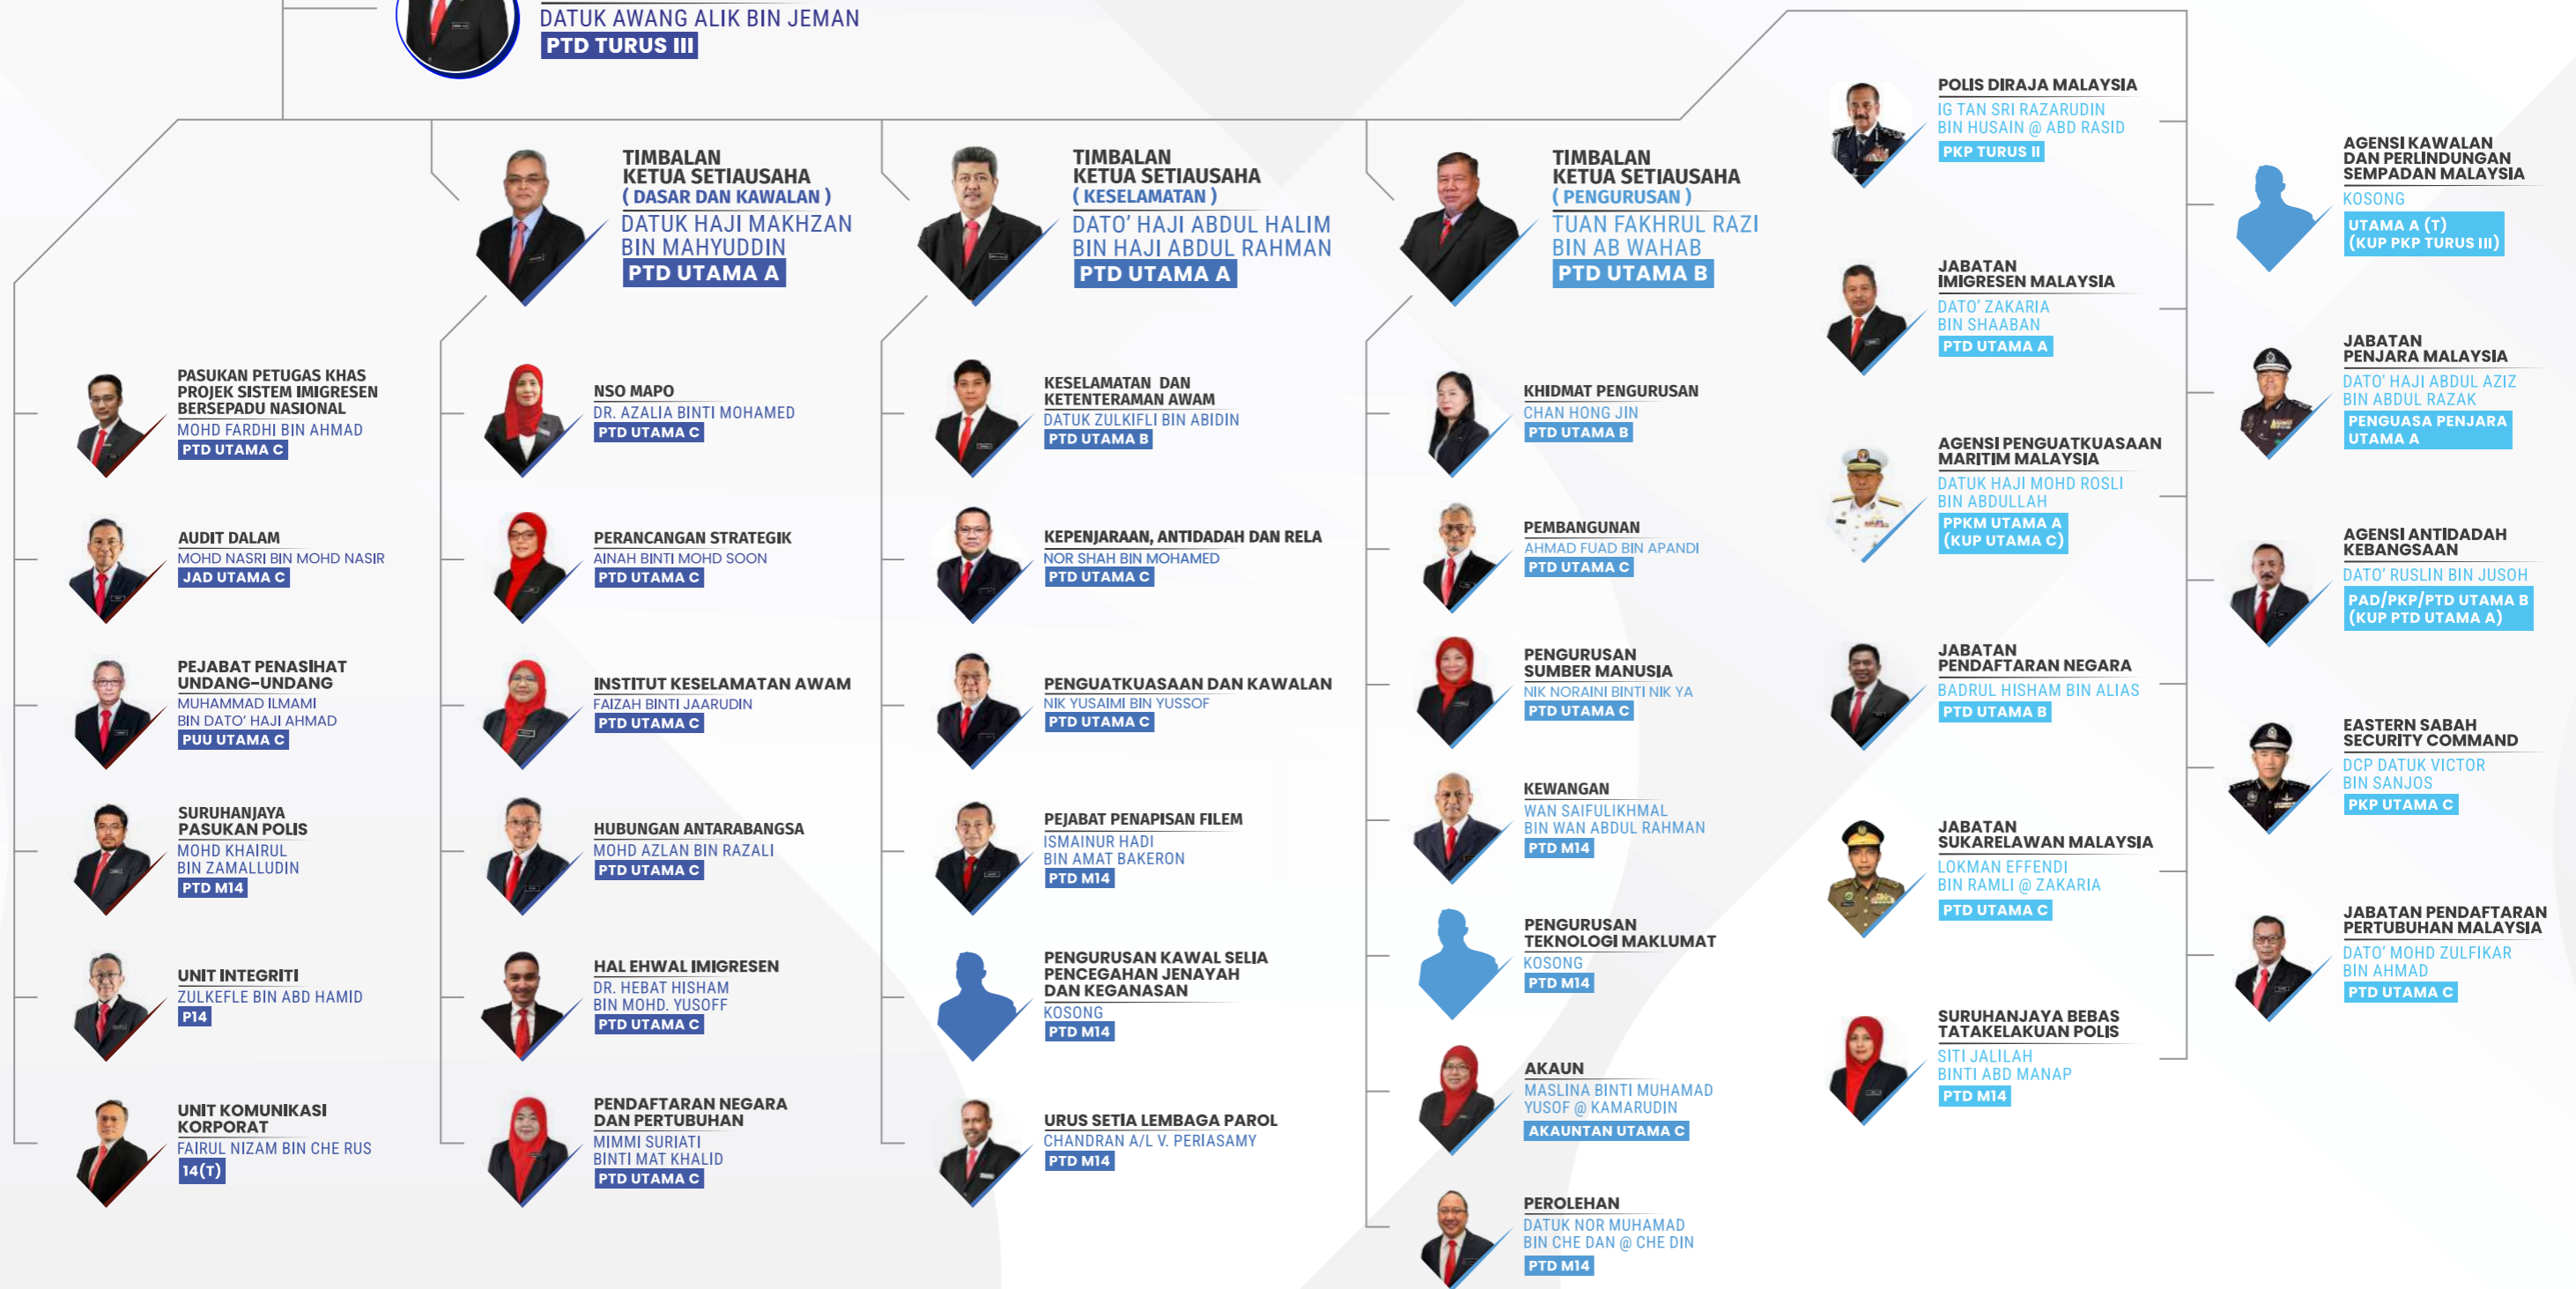 DATUK AWANG ALIK BIN JEMAN
PTD TURUS III
TIMBALAN
KETUA SETIAUSAHA
( DASAR DAN KAWALAN )
DATUK HAJI MAKHZAN
BIN MAHYUDDIN
PTD UTAMA A
TIMBALAN
KETUA SETIAUSAHA
( KESELAMATAN )
DATO’ HAJI ABDUL HALIM
BIN HAJI ABDUL RAHMAN
PTD UTAMA A
TIMBALAN
KETUA SETIAUSAHA
( PENGURUSAN )
TUAN FAKHRUL RAZI
BIN AB WAHAB
PTD UTAMA B
PASUKAN PETUGAS KHAS
PROJEK SISTEM IMIGRESEN
BERSEPADU NASIONAL
MOHD FARDHI BIN AHMAD
PTD UTAMA C
AUDIT DALAM
MOHD NASRI BIN MOHD NASIR
JAD UTAMA C
PEJABAT PENASIHAT
UNDANG-UNDANG
MUHAMMAD ILMAMI
BIN DATO’ HAJI AHMAD
PUU UTAMA C
SURUHANJAYA
PASUKAN POLIS
MOHD KHAIRUL
BIN ZAMALLUDIN
PTD M14
UNIT INTEGRITI
ZULKEFLE BIN ABD HAMID
P14
UNIT KOMUNIKASI
KORPORAT
FAIRUL NIZAM BIN CHE RUS
14(T)
NSO MAPO
DR. AZALIA BINTI MOHAMED
PTD UTAMA C
PERANCANGAN STRATEGIK
AINAH BINTI MOHD SOON
PTD UTAMA C
INSTITUT KESELAMATAN AWAM
FAIZAH BINTI JAARUDIN
PTD UTAMA C
HUBUNGAN ANTARABANGSA
MOHD AZLAN BIN RAZALI
PTD UTAMA C
HAL EHWAL IMIGRESEN
DR. HEBAT HISHAM
BIN MOHD. YUSOFF
PTD UTAMA C
PENDAFTARAN NEGARA
DAN PERTUBUHAN
MIMMI SURIATI
BINTI MAT KHALID
PTD UTAMA C
KESELAMATAN DAN
KETENTERAMAN AWAM
DATUK ZULKIFLI BIN ABIDIN
PTD UTAMA B
KEPENJARAAN, ANTIDADAH DAN RELA
NOR SHAH BIN MOHAMED
PTD UTAMA C
PENGUATKUASAAN DAN KAWALAN
NIK YUSAIMI BIN YUSSOF
PTD UTAMA C
PEJABAT PENAPISAN FILEM
ISMAINUR HADI
BIN AMAT BAKERON
PTD M14
PENGURUSAN KAWAL SELIA
PENCEGAHAN JENAYAH
DAN KEGANASAN
KOSONG
PTD M14
URUS SETIA LEMBAGA PAROL
CHANDRAN A/L V. PERIASAMY
PTD M14
KHIDMAT PENGURUSAN
CHAN HONG JIN
PTD UTAMA B
PEMBANGUNAN
AHMAD FUAD BIN APANDI
PTD UTAMA C
PENGURUSAN
SUMBER MANUSIA
NIK NORAINI BINTI NIK YA
PTD UTAMA C
KEWANGAN
WAN SAIFULIKHMAL
BIN WAN ABDUL RAHMAN
PTD M14
PENGURUSAN
TEKNOLOGI MAKLUMAT
KOSONG
PTD M14
AKAUN
MASLINA BINTI MUHAMAD
YUSOF @ KAMARUDIN
AKAUNTAN UTAMA C
PEROLEHAN
DATUK NOR MUHAMAD
BIN CHE DAN @ CHE DIN
PTD M14
POLIS DIRAJA MALAYSIA
IG TAN SRI RAZARUDIN
BIN HUSAIN @ ABD RASID
PKP TURUS II
JABATAN
IMIGRESEN MALAYSIA
DATO’ ZAKARIA
BIN SHAABAN
PTD UTAMA A
AGENSI PENGUATKUASAAN
MARITIM MALAYSIA
DATUK HAJI MOHD ROSLI
BIN ABDULLAH
PPKM UTAMA A
(KUP UTAMA C)
JABATAN
PENDAFTARAN NEGARA
BADRUL HISHAM BIN ALIAS
PTD UTAMA B
JABATAN
SUKARELAWAN MALAYSIA
LOKMAN EFFENDI
BIN RAMLI @ ZAKARIA
PTD UTAMA C
SURUHANJAYA BEBAS
TATAKELAKUAN POLIS
SITI JALILAH
BINTI ABD MANAP
PTD M14
AGENSI KAWALAN
DAN PERLINDUNGAN
SEMPADAN MALAYSIA
KOSONG
UTAMA A (T)
(KUP PKP TURUS III)
JABATAN
PENJARA MALAYSIA
DATO' HAJI ABDUL AZIZ
BIN ABDUL RAZAK
PENGUASA PENJARA
UTAMA A
AGENSI ANTIDADAH
KEBANGSAAN
DATO’ RUSLIN BIN JUSOH
PAD/PKP/PTD UTAMA B
(KUP PTD UTAMA A)
EASTERN SABAH
SECURITY COMMAND
DCP DATUK VICTOR
BIN SANJOS
PKP UTAMA C
JABATAN PENDAFTARAN
PERTUBUHAN MALAYSIA
DATO’ MOHD ZULFIKAR
BIN AHMAD
PTD UTAMA C